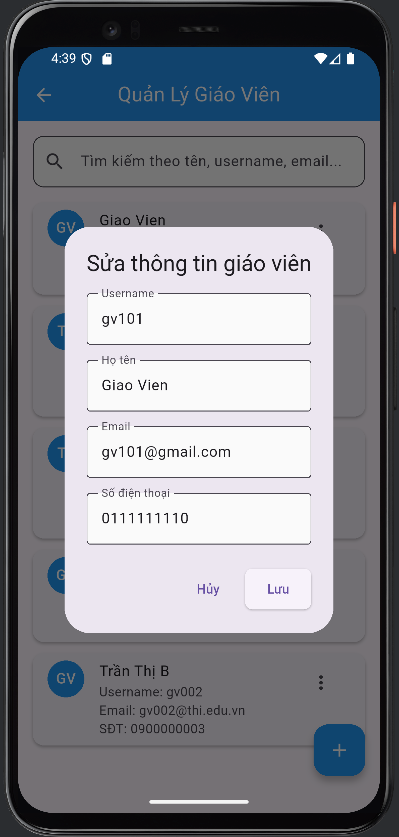 4:39
Quản Lý Giáo Viên
Tìm kiếm theo tên, username, email...
GV
Giao Vien
Sửa thông tin giáo viên
Username
gv101
Họ tên
Giao Vien
Email
gv101@gmail.com
Số điện thoại
0111111110
Hủy
Lưu
GV
Trần Thị B
Username: gv002
Email: gv002@thi.edu.vn
SĐT: 0900000003